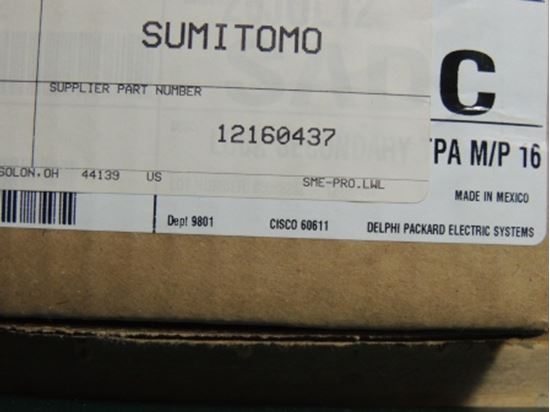 SUMITOMO
C
SUPPLIER PART NUMBER
12160437
TPA M/P 16
SOLON, OH 44139 US SME-PRO.LWL
MADE IN MEXICO
Dept 9801 CISCO 60611 DELPHI PACKARD ELECTRIC SYSTEMS